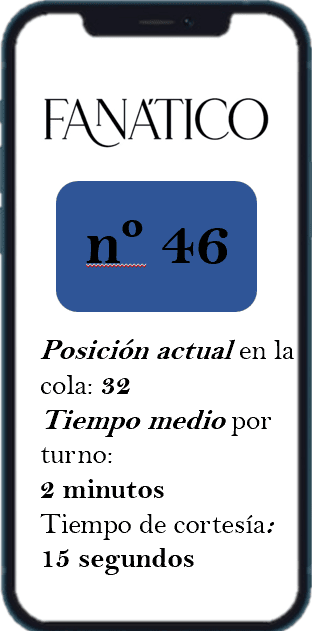 FANÁTICO
nº 46
Posición actual en la
cola: 32
Tiempo medio por
turno:
2 minutos
Tiempo de cortesía:
15 segundos